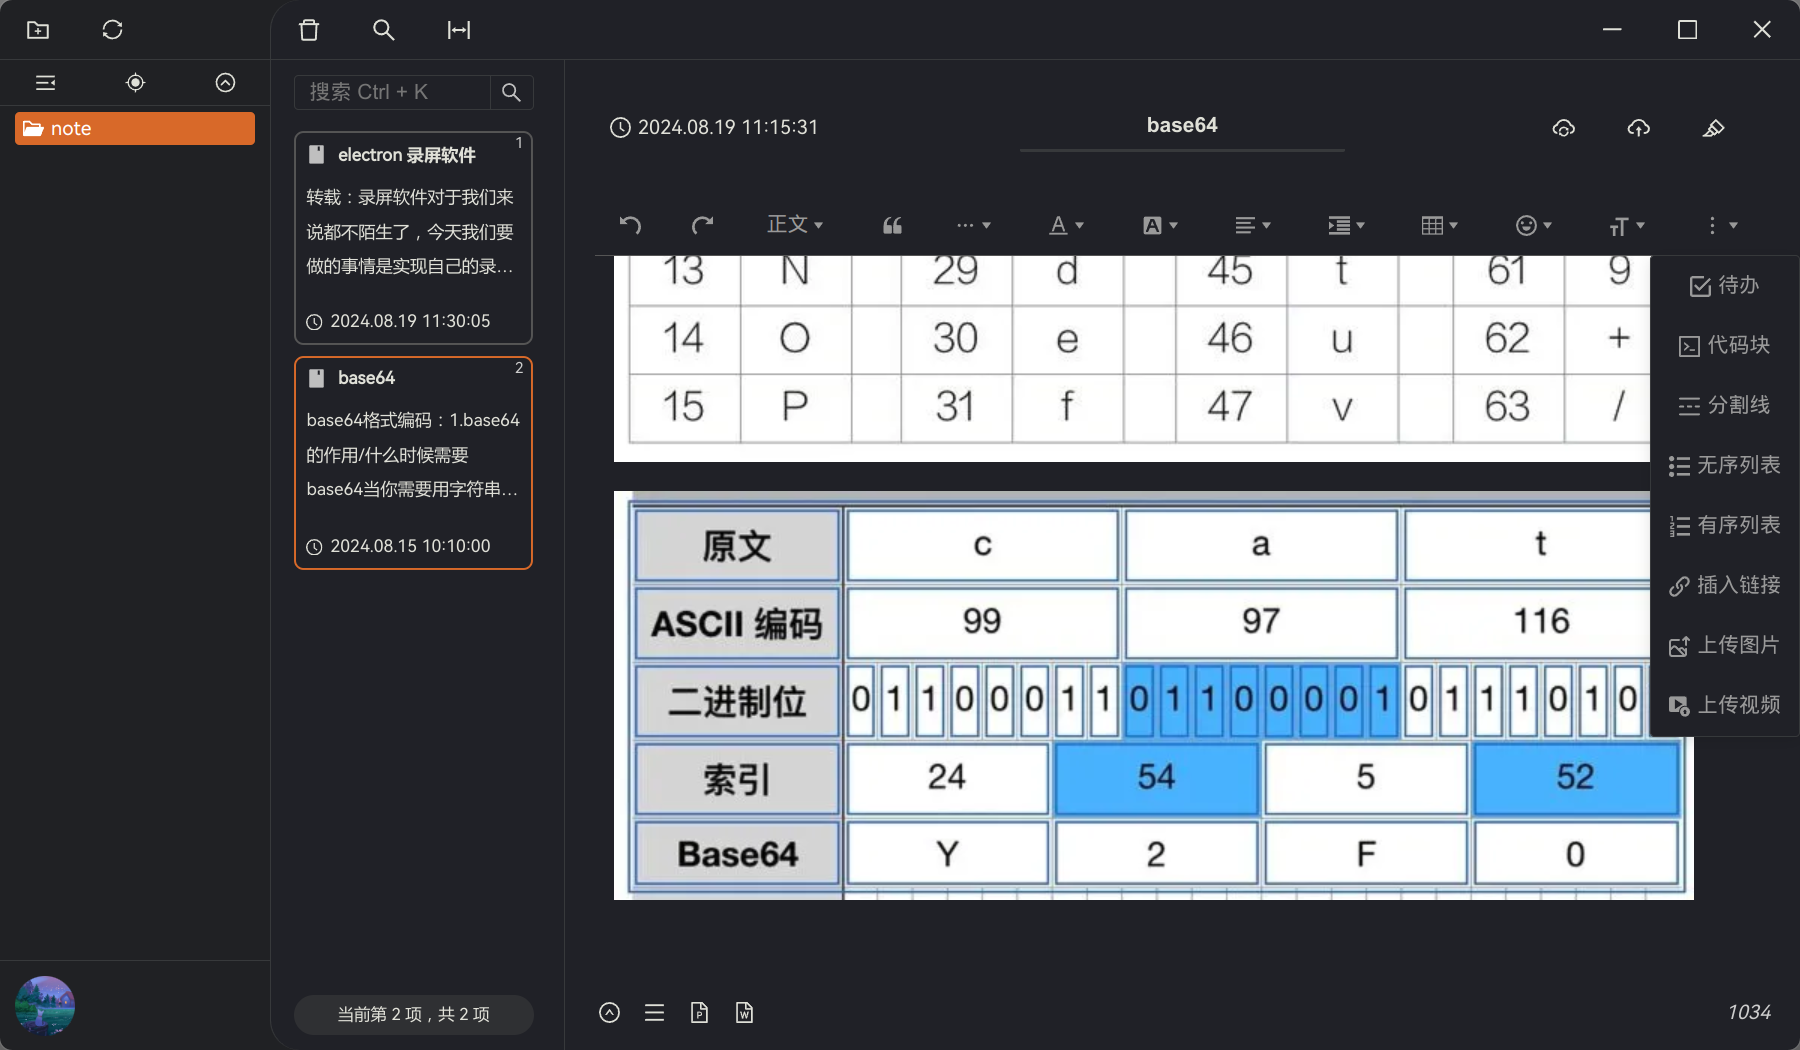 note
搜索 Ctrl + K
1
electron 录屏软件
转载：录屏软件对于我们来
说都不陌生了，今天我们要
做的事情是实现自己的录...
2024.08.19 11:30:05
2
base64
base64格式编码：1.base64
的作用/什么时候需要
base64当你需要用字符串...
2024.08.15 10:10:00
当前第 2 项，共 2 项
2024.08.19 11:15:31
base64
正文
13 N 29 d 45 t 61 9
14 O 30 e 46 u 62 +
15 P 31 f 47 v 63 /
原文 c a t
ASCII 编码 99 97 116
二进制位 0 1 1 0 0 0 1 1 0 1 1 0 0 0 0 1 0 1 1 1 0 1 0
索引 24 54 5 52
Base64 Y 2 F 0
待办
代码块
分割线
无序列表
有序列表
插入链接
上传图片
上传视频
1034